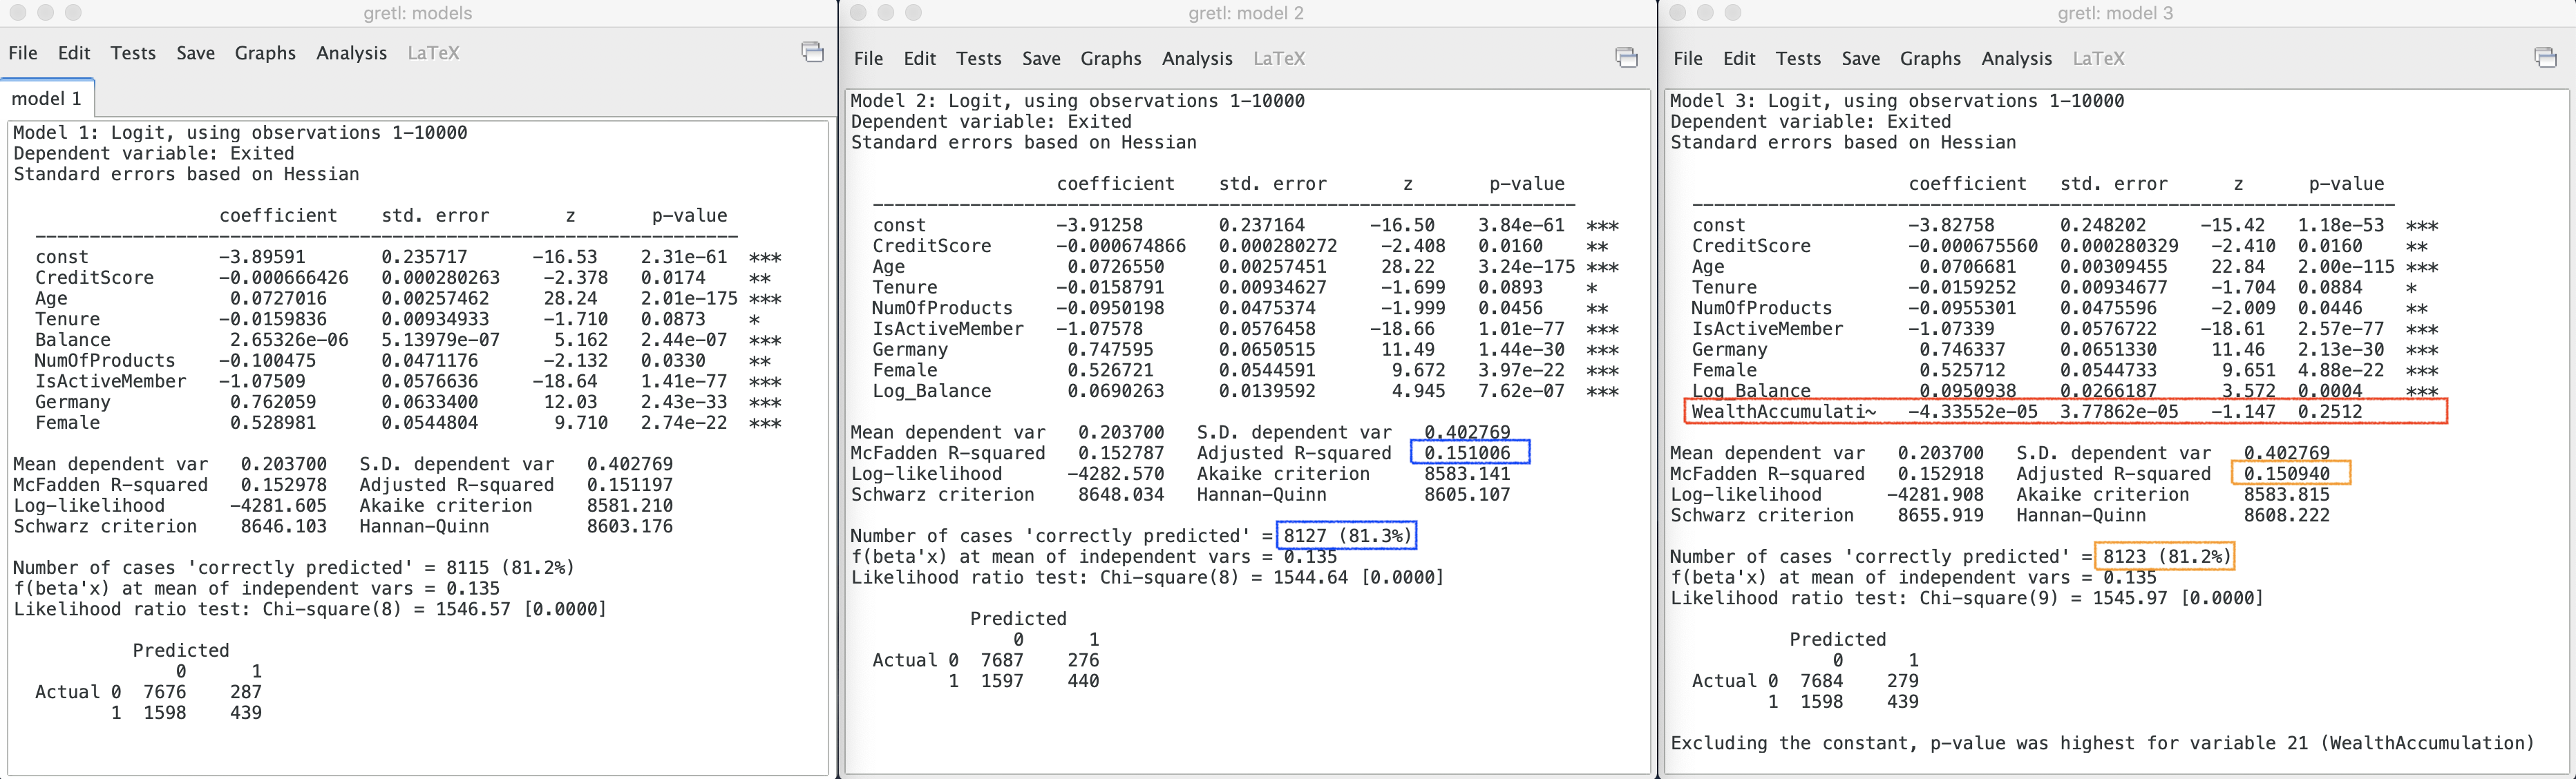 gretl: models
File Edit Tests Save Graphs Analysis LaTeX
model 1
Model 1: Logit, using observations 1-10000
Dependent variable: Exited
Standard errors based on Hessian
coefficient std. error z p-value
const -3.89591 0.235717 -16.53 2.31e-61 ***
CreditScore -0.000666426 0.000280263 -2.378 0.0174 **
Age 0.0727016 0.00257462 28.24 2.01e-175 ***
Tenure -0.0159836 0.00934933 -1.710 0.0873 *
Balance 2.65326e-06 5.13979e-07 5.162 2.44e-07 ***
NumOfProducts -0.100475 0.0471176 -2.132 0.0330 **
IsActiveMember -1.07509 0.0576636 -18.64 1.41e-77 ***
Germany 0.762059 0.0633400 12.03 2.43e-33 ***
Female 0.528981 0.0544804 9.710 2.74e-22 ***
Mean dependent var 0.203700 S.D. dependent var 0.402769
McFadden R-squared 0.152978 Adjusted R-squared 0.151197
Log-likelihood -4281.605 Akaike criterion 8581.210
Schwarz criterion 8646.103 Hannan-Quinn 8603.176
Number of cases 'correctly predicted' = 8115 (81.2%)
f(beta'x) at mean of independent vars = 0.135
Likelihood ratio test: Chi-square(8) = 1546.57 [0.0000]
Predicted
0 1
Actual 0 7676 287
1 1598 439
gretl: model 2
File Edit Tests Save Graphs Analysis LaTeX
Model 2: Logit, using observations 1-10000
Dependent variable: Exited
Standard errors based on Hessian
coefficient std. error z p-value
const -3.91258 0.237164 -16.50 3.84e-61 ***
CreditScore -0.000674866 0.000280272 -2.408 0.0160 **
Age 0.0726550 0.00257451 28.22 3.24e-175 ***
Tenure -0.0158791 0.00934627 -1.699 0.0893 *
NumOfProducts -0.0950198 0.0475374 -1.999 0.0456 **
IsActiveMember -1.07578 0.0576458 -18.66 1.01e-77 ***
Germany 0.747595 0.0650515 11.49 1.44e-30 ***
Female 0.526721 0.0544591 9.672 3.97e-22 ***
Log_Balance 0.0690263 0.0139592 4.945 7.62e-07 ***
Mean dependent var 0.203700 S.D. dependent var 0.402769
McFadden R-squared 0.152787 Adjusted R-squared 0.151006
Log-likelihood -4282.570 Akaike criterion 8583.141
Schwarz criterion 8648.034 Hannan-Quinn 8605.107
Number of cases 'correctly predicted' = 8127 (81.3%)
f(beta'x) at mean of independent vars = 0.135
Likelihood ratio test: Chi-square(8) = 1544.64 [0.0000]
Predicted
0 1
Actual 0 7687 276
1 1597 440
gretl: model 3
File Edit Tests Save Graphs Analysis LaTeX
Model 3: Logit, using observations 1-10000
Dependent variable: Exited
Standard errors based on Hessian
coefficient std. error z p-value
const -3.82758 0.248202 -15.42 1.18e-53 ***
CreditScore -0.000675560 0.000280329 -2.410 0.0160 **
Age 0.0706681 0.00309455 22.84 2.00e-115 ***
Tenure -0.0159252 0.00934677 -1.704 0.0884 *
NumOfProducts -0.0955301 0.0475596 -2.009 0.0446 **
IsActiveMember -1.07339 0.0576722 -18.61 2.57e-77 ***
Germany 0.746337 0.0651330 11.46 2.13e-30 ***
Female 0.525712 0.0544733 9.651 4.88e-22 ***
Log_Balance 0.0950938 0.0266187 3.572 0.0004 ***
WealthAccumulati~ -4.33552e-05 3.77862e-05 -1.147 0.2512
Mean dependent var 0.203700 S.D. dependent var 0.402769
McFadden R-squared 0.152918 Adjusted R-squared 0.150940
Log-likelihood -4281.908 Akaike criterion 8583.815
Schwarz criterion 8655.919 Hannan-Quinn 8608.222
Number of cases 'correctly predicted' = 8123 (81.2%)
f(beta'x) at mean of independent vars = 0.135
Likelihood ratio test: Chi-square(9) = 1545.97 [0.0000]
Predicted
0 1
Actual 0 7684 279
1 1598 439
Excluding the constant, p-value was highest for variable 21 (WealthAccumulation)